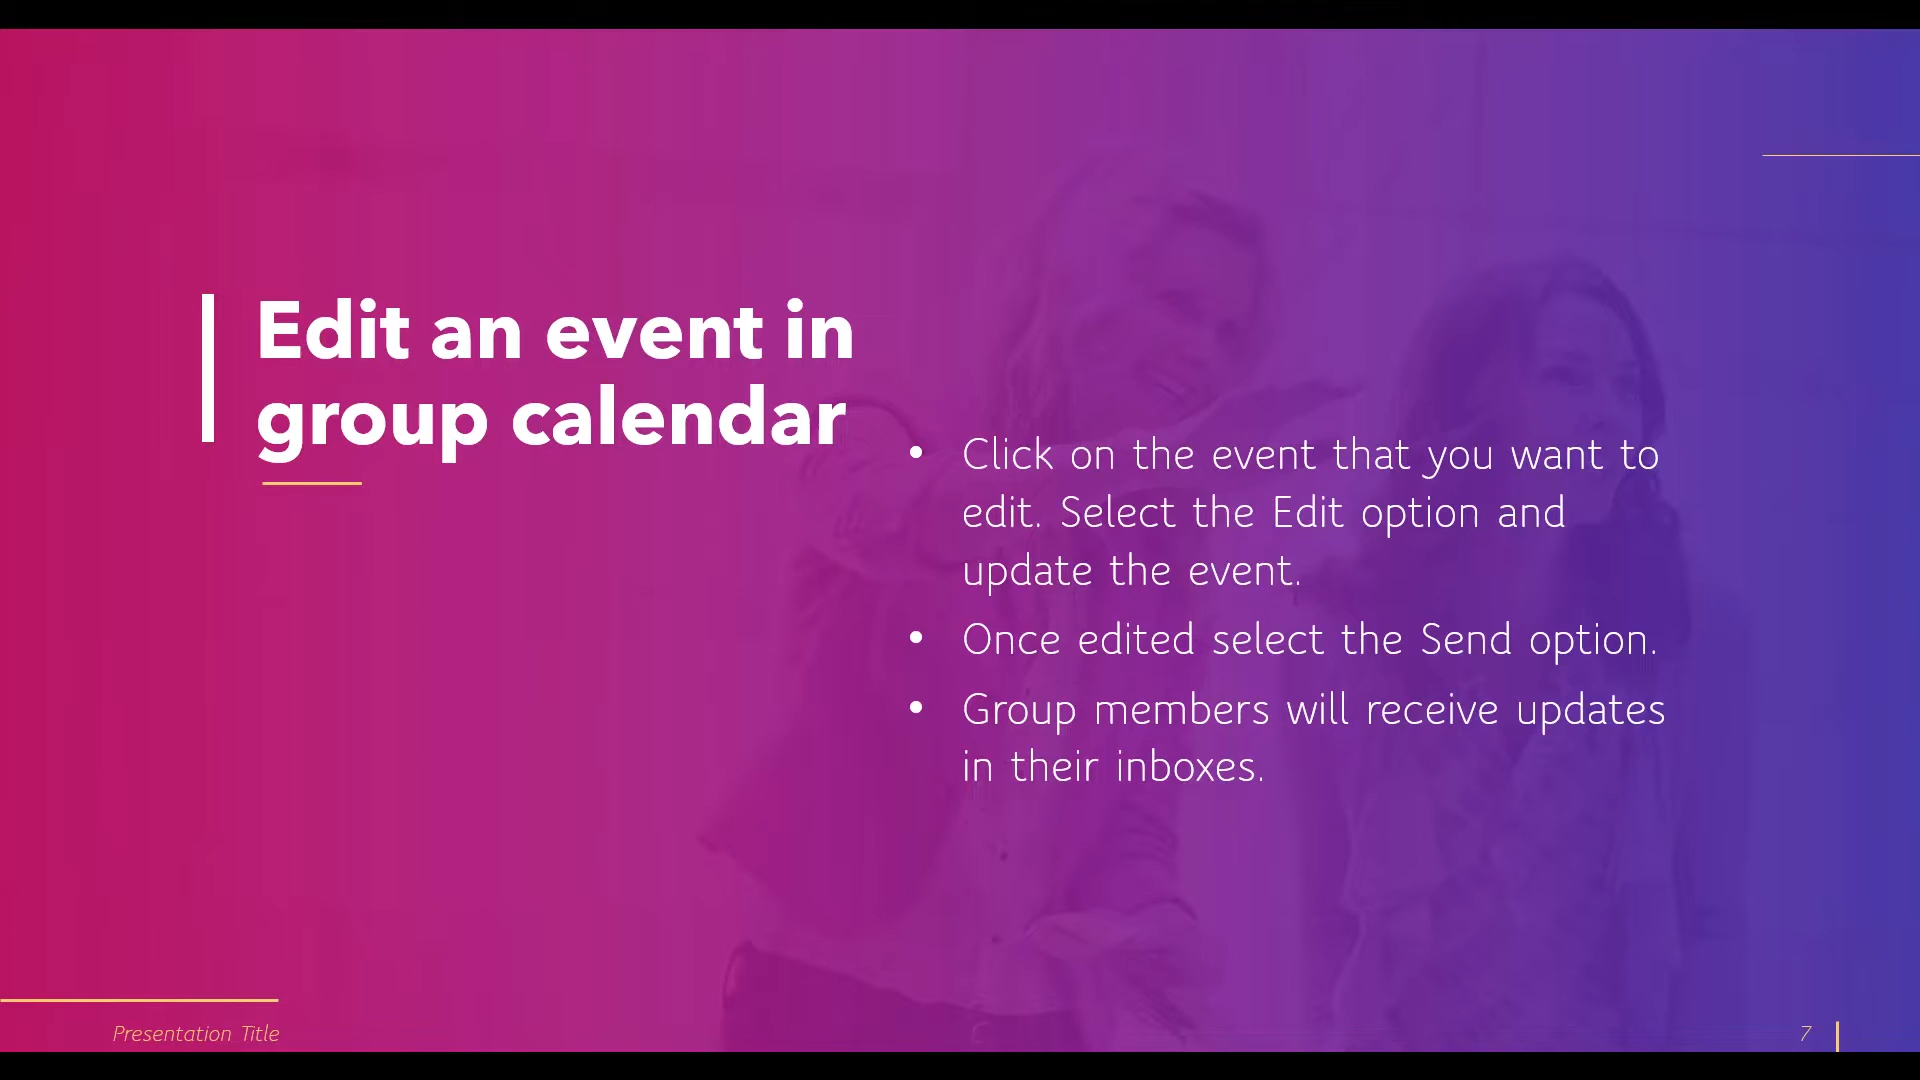 Edit an event in
group calendar
• Click on the event that you want to
edit. Select the Edit option and
update the event.
• Once edited select the Send option.
• Group members will receive updates
in their inboxes.
Presentation Title
7